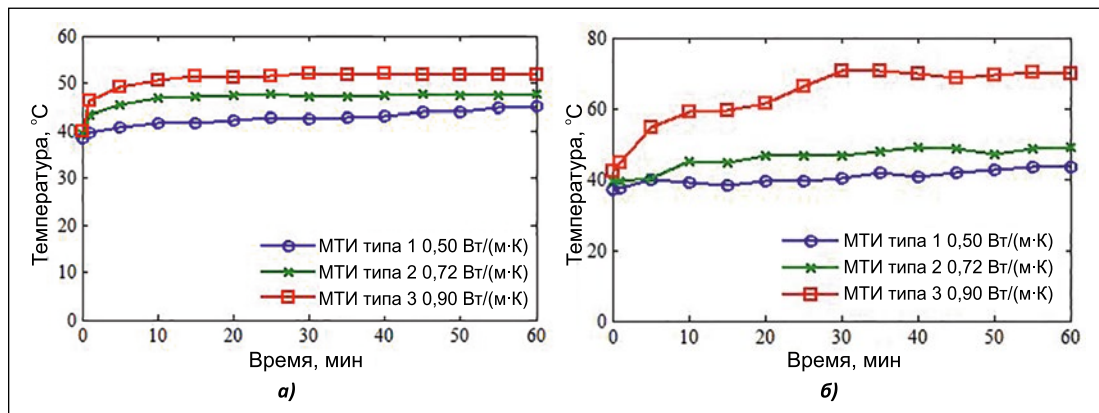 60
50
40
30
20
10
0
Температура, °C
МТИ типа 1 0,50 Вт/(м·К)
МТИ типа 2 0,72 Вт/(м·К)
МТИ типа 3 0,90 Вт/(м·К)
0 10 20 30 40 50 60
Время, мин
а)
80
60
40
20
0
Температура, °C
МТИ типа 1 0,50 Вт/(м·К)
МТИ типа 2 0,72 Вт/(м·К)
МТИ типа 3 0,90 Вт/(м·К)
0 10 20 30 40 50 60
Время, мин
б)